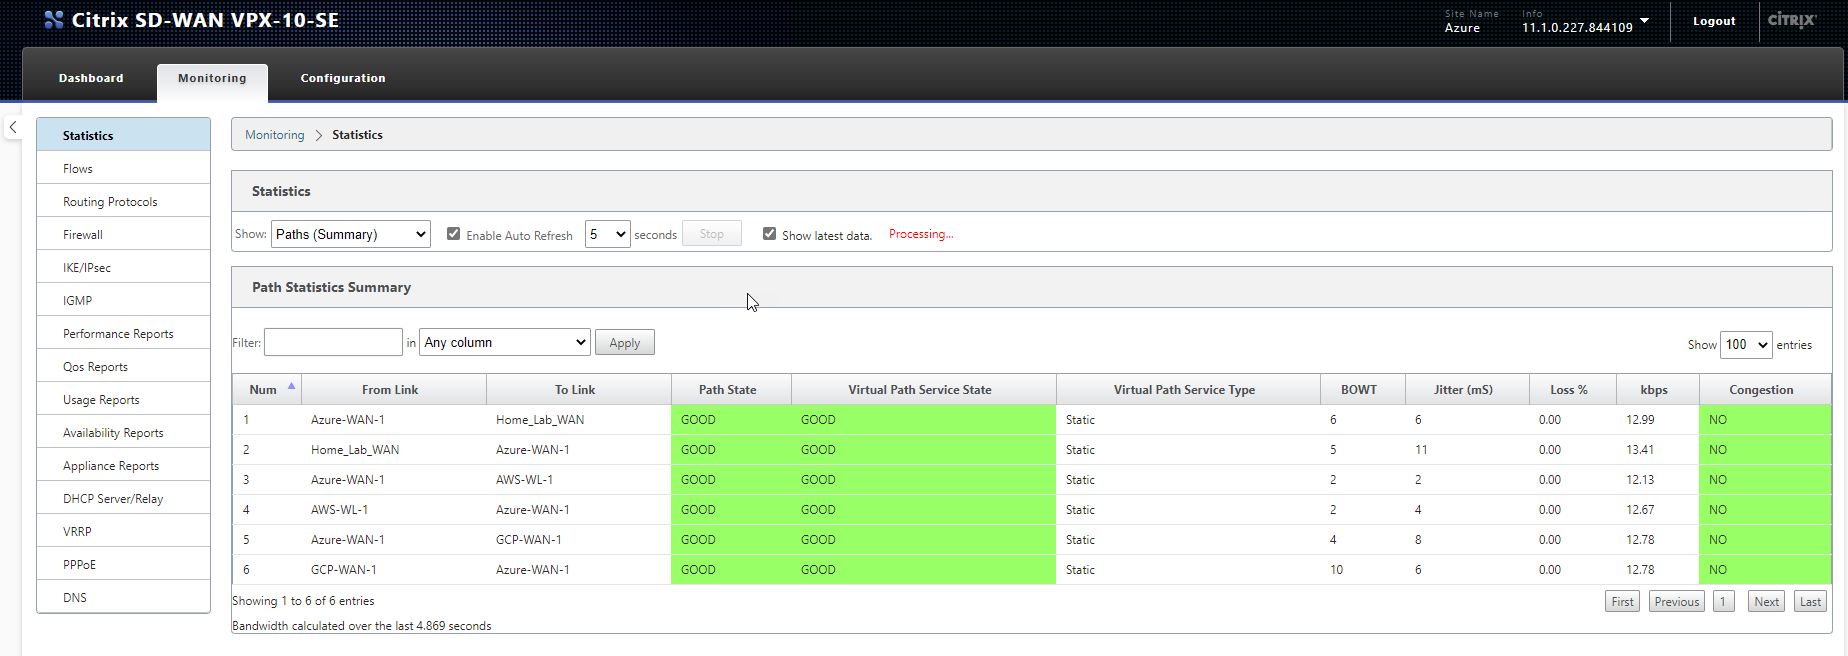 Citrix SD-WAN VPX-10-SE
Site Name
Azure
Info
11.1.0.227.844109
Logout
CİTRIX
Dashboard
Monitoring
Configuration
Statistics
Flows
Routing Protocols
Firewall
IKE/IPsec
IGMP
Performance Reports
Qos Reports
Usage Reports
Availability Reports
Appliance Reports
DHCP Server/Relay
VRRP
PPPoE
DNS
Monitoring > Statistics
Statistics
Show: Paths (Summary) Enable Auto Refresh 5 seconds Stop Show latest data. Processing...
Path Statistics Summary
Filter: in Any column Apply
Show 100 entries
Num From Link To Link Path State Virtual Path Service State Virtual Path Service Type BOWT Jitter (mS) Loss % kbps Congestion
1 Azure-WAN-1 Home_Lab_WAN GOOD GOOD Static 6 6 0.00 12.99 NO
2 Home_Lab_WAN Azure-WAN-1 GOOD GOOD Static 5 11 0.00 13.41 NO
3 Azure-WAN-1 AWS-WL-1 GOOD GOOD Static 2 2 0.00 12.13 NO
4 AWS-WL-1 Azure-WAN-1 GOOD GOOD Static 2 4 0.00 12.67 NO
5 Azure-WAN-1 GCP-WAN-1 GOOD GOOD Static 4 8 0.00 12.78 NO
6 GCP-WAN-1 Azure-WAN-1 GOOD GOOD Static 10 6 0.00 12.78 NO
Showing 1 to 6 of 6 entries
First Previous 1 Next Last
Bandwidth calculated over the last 4.869 seconds